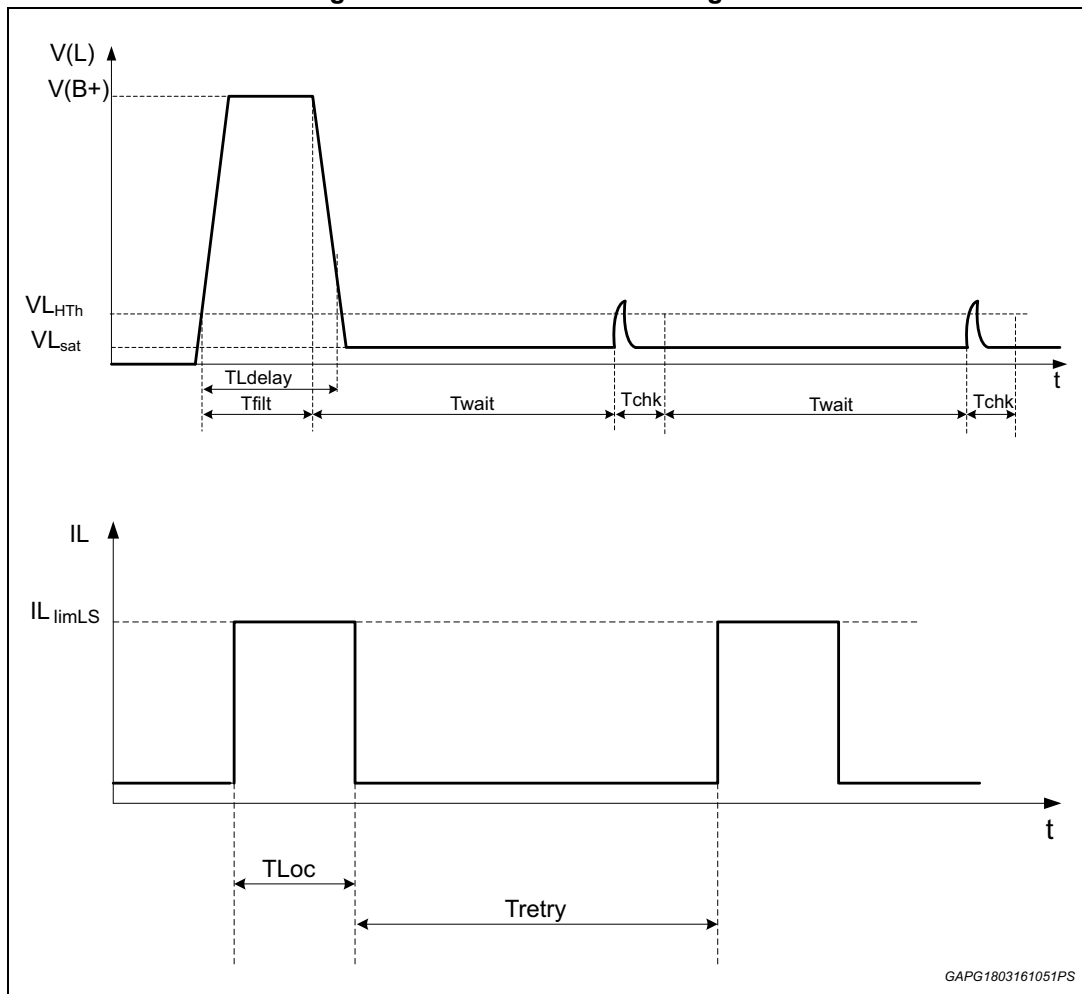 V(L)
V(B+)
VLHTh
VLsat
t
TLdelay
Tfilt
Twait
Tchk
Twait
Tchk
IL
IL limLS
t
TLoc
Tretry
GAPG1803161051PS